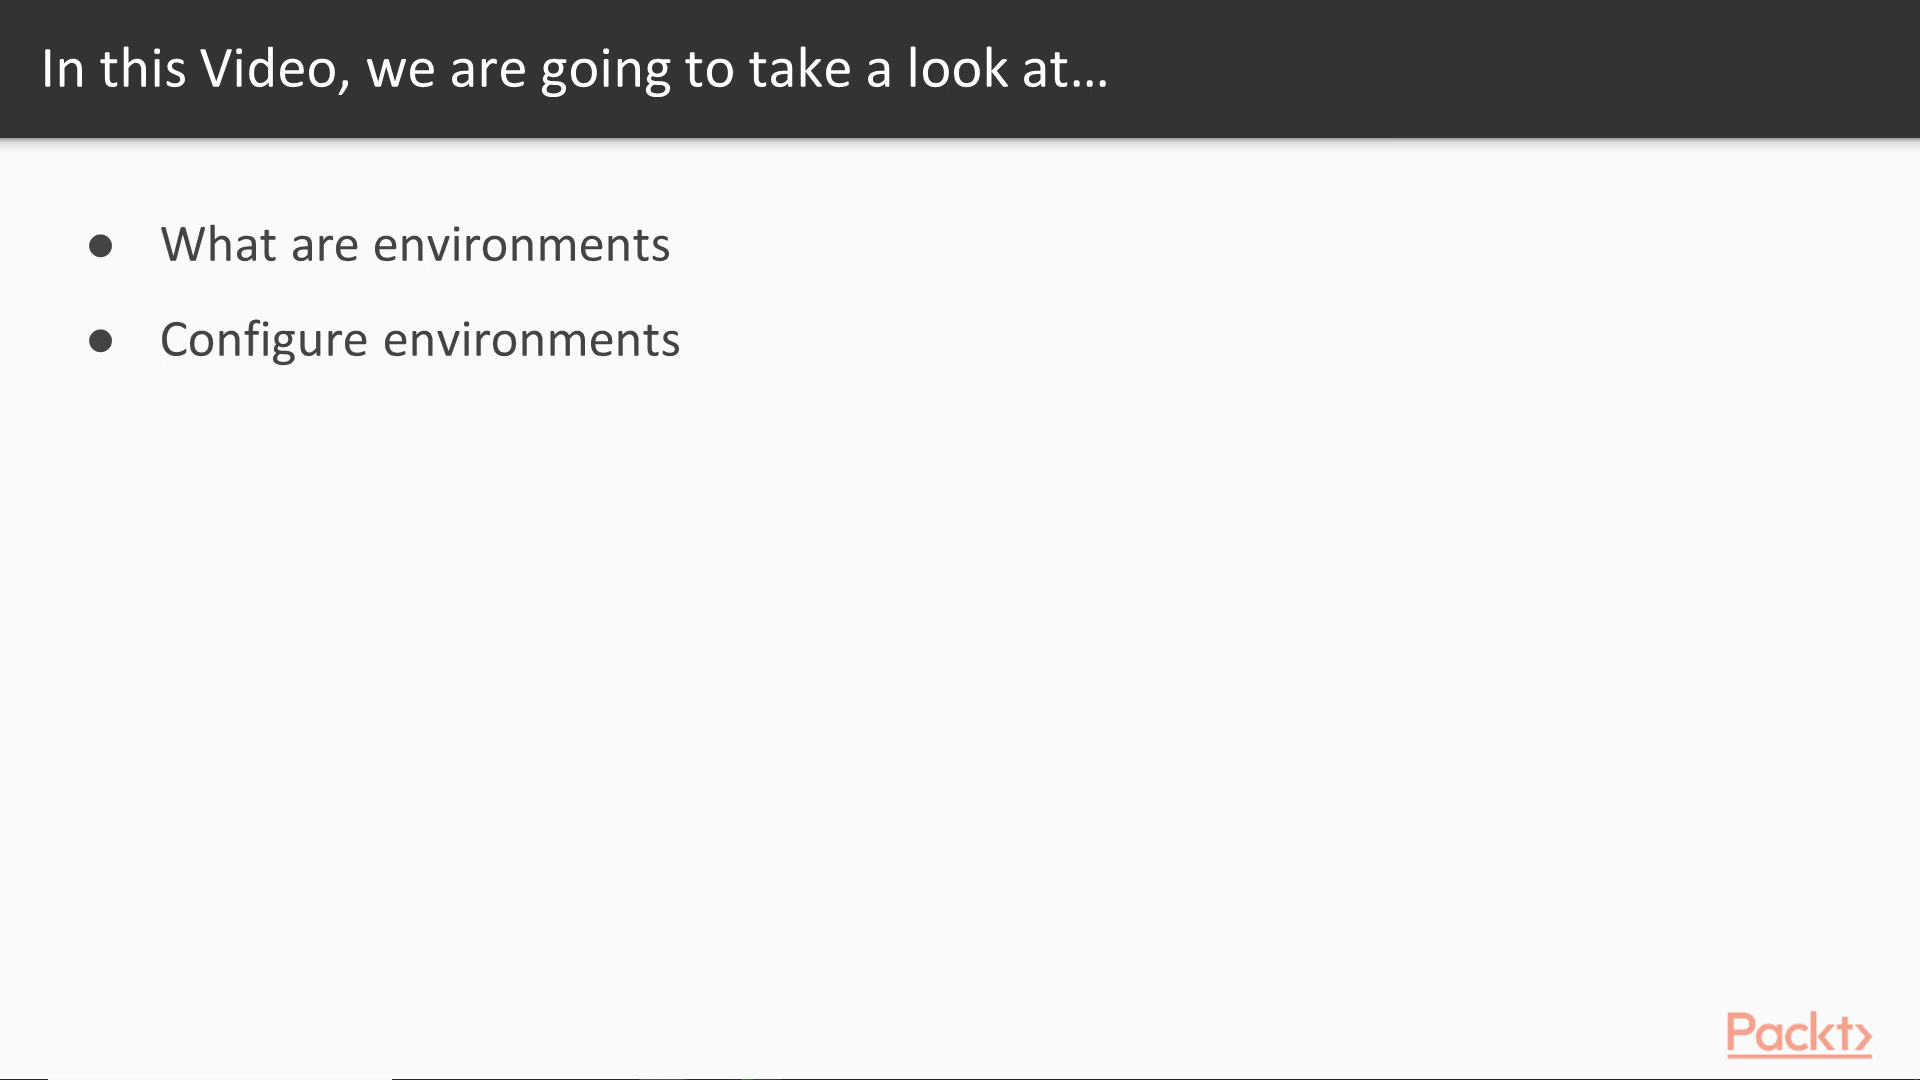 In this Video, we are going to take a look at...
● What are environments
● Configure environments
Packt>